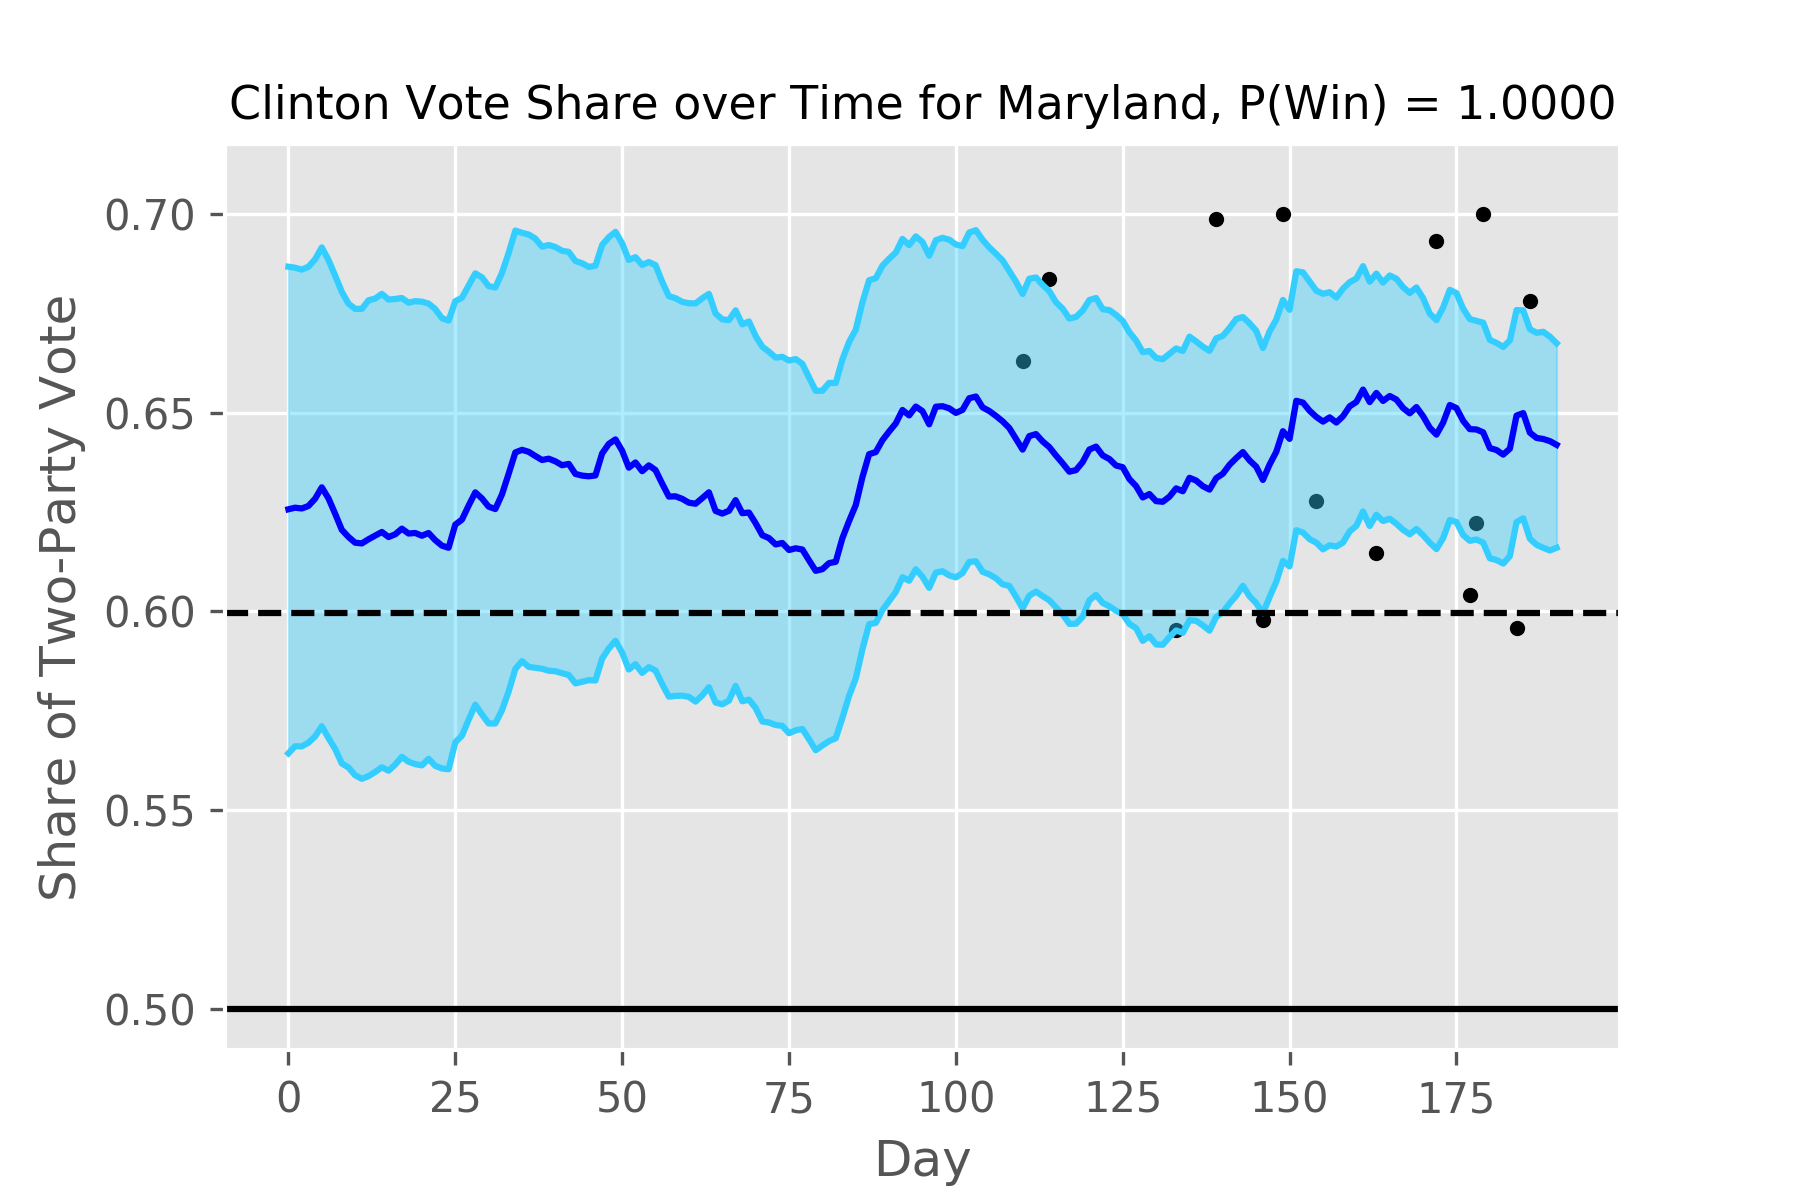 Clinton Vote Share over Time for Maryland, P(Win) = 1.0000
Share of Two-Party Vote
0.70
0.65
0.60
0.55
0.50
0 25 50 75 100 125 150 175
Day